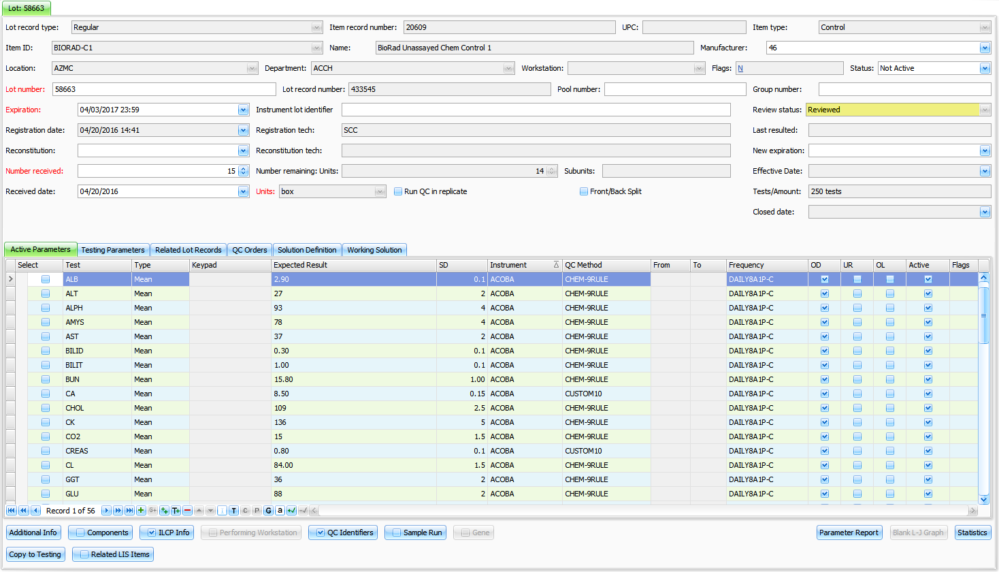 Lot: 58663
Lot record type: Regular Item record number: 20609 UPC: Item type: Control
Item ID: BIORAD-C1 Name: BioRad Unassayed Chem Control 1 Manufacturer: 46
Location: AZMC Department: ACCH Workstation: Flags: N Status: Not Active
Lot number: 58663 Lot record number: 433545 Pool number: Group number:
Expiration: 04/03/2017 23:59 Instrument lot identifier Review status: Reviewed
Registration date: 04/20/2016 14:41 Registration tech: SCC Last resulted:
Reconstitution: Reconstitution tech: New expiration:
Number received: 15 Number remaining: Units: 14 Subunits: Effective Date:
Received date: 04/20/2016 Units: box Run QC in replicate Front/Back Split Tests/Amount: 250 tests
Closed date:
Active Parameters Testing Parameters Related Lot Records QC Orders Solution Definition Working Solution
Select Test Type Keypad Expected Result SD Instrument QC Method From To Frequency OD UR OL Active Flags
ALB Mean 2.90 0.1 ACOBA CHEM-9RULE DAILY8A1P-C
ALT Mean 27 2 ACOBA CHEM-9RULE DAILY8A1P-C
ALPH Mean 93 4 ACOBA CHEM-9RULE DAILY8A1P-C
AMYS Mean 78 4 ACOBA CHEM-9RULE DAILY8A1P-C
AST Mean 37 2 ACOBA CHEM-9RULE DAILY8A1P-C
BILID Mean 0.30 0.1 ACOBA CHEM-9RULE DAILY8A1P-C
BILIT Mean 1.00 0.1 ACOBA CHEM-9RULE DAILY8A1P-C
BUN Mean 15.80 1.00 ACOBA CHEM-9RULE DAILY8A1P-C
CA Mean 8.50 0.15 ACOBA CUSTOM10 DAILY8A1P-C
CHOL Mean 109 2.5 ACOBA CHEM-9RULE DAILY8A1P-C
CK Mean 136 5 ACOBA CHEM-9RULE DAILY8A1P-C
CO2 Mean 15 1.5 ACOBA CHEM-9RULE DAILY8A1P-C
CREAS Mean 0.80 0.1 ACOBA CUSTOM10 DAILY8A1P-C
CL Mean 84.00 1.5 ACOBA CHEM-9RULE DAILY8A1P-C
GGT Mean 36 2 ACOBA CHEM-9RULE DAILY8A1P-C
GLU Mean 88 2 ACOBA CHEM-9RULE DAILY8A1P-C
Record 1 of 56 G+ T+ T C P G a
Additional Info Components ILCP Info Performing Workstation QC Identifiers Sample Run Gene Parameter Report Blank L-J Graph Statistics
Copy to Testing Related LIS Items